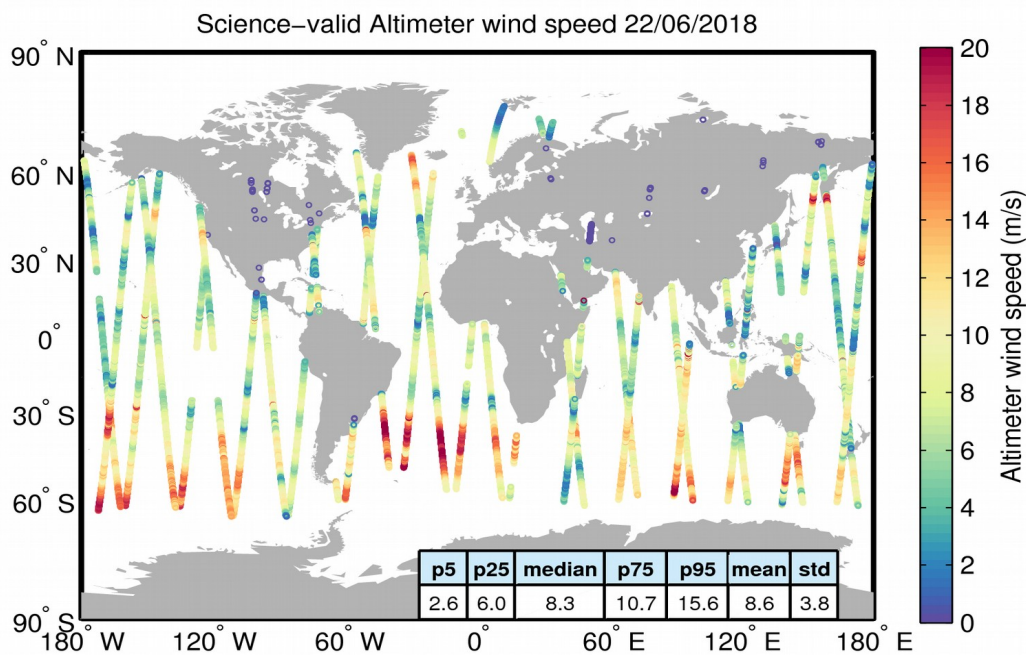 Science−valid Altimeter wind speed 22/06/2018
90° N
60° N
30° N
0°
30° S
60° S
90° S
180° W
120° W
60° W
0°
60° E
120° E
180° E
p5 p25 median p75 p95 mean std
2.6 6.0 8.3 10.7 15.6 8.6 3.8
20
18
16
14
12
10
8
6
4
2
0
Altimeter wind speed (m/s)